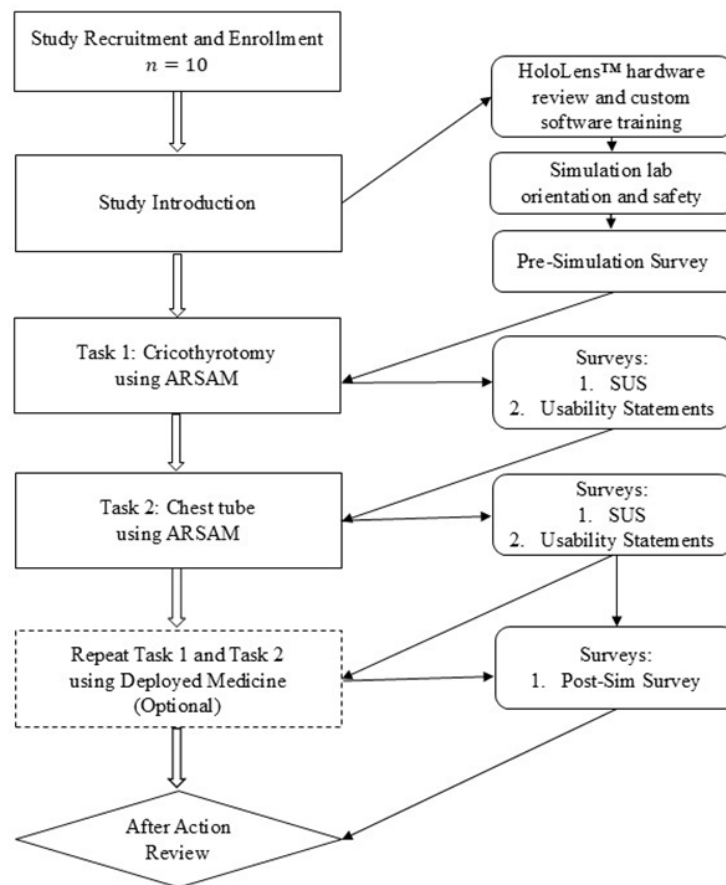 Study Recruitment and Enrollment
n = 10
HoloLens™ hardware
review and custom
software training
Study Introduction
Simulation lab
orientation and safety
Pre-Simulation Survey
Task 1: Cricothyrotomy
using ARSAM
Surveys:
1. SUS
2. Usability Statements
Task 2: Chest tube
using ARSAM
Surveys:
1. SUS
2. Usability Statements
Repeat Task 1 and Task 2
using Deployed Medicine
(Optional)
Surveys:
1. Post-Sim Survey
After Action
Review